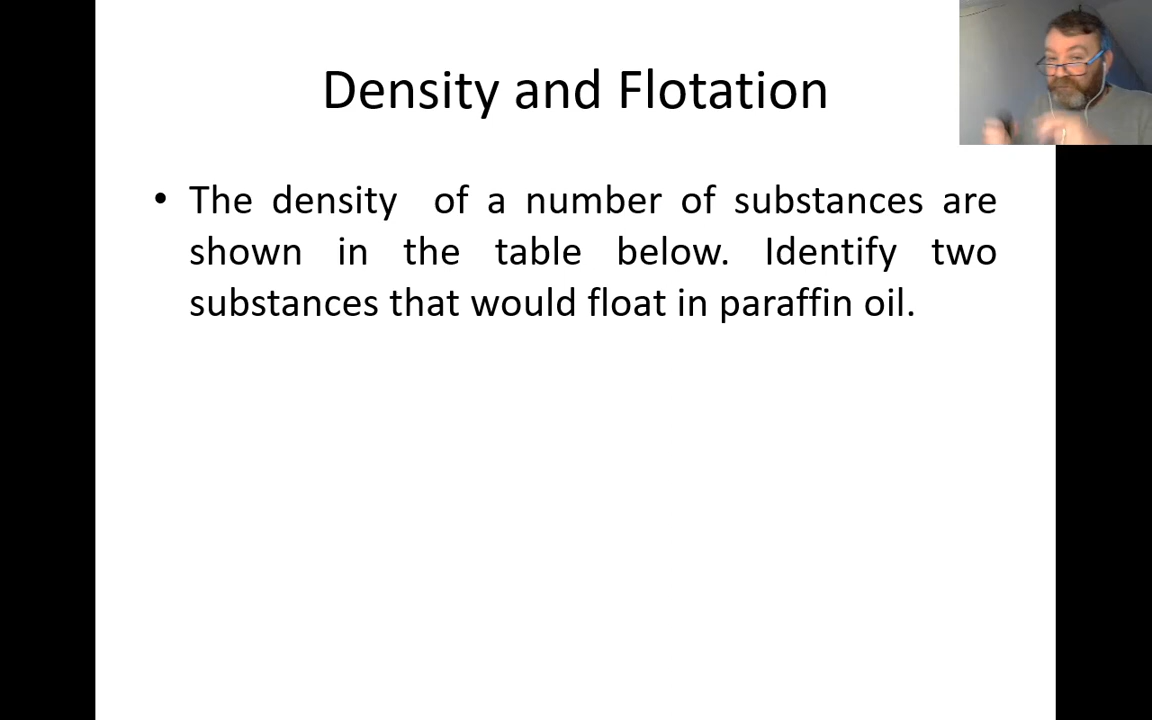 Density and Flotation
• The density of a number of substances are
shown in the table below. Identify two
substances that would float in paraffin oil.